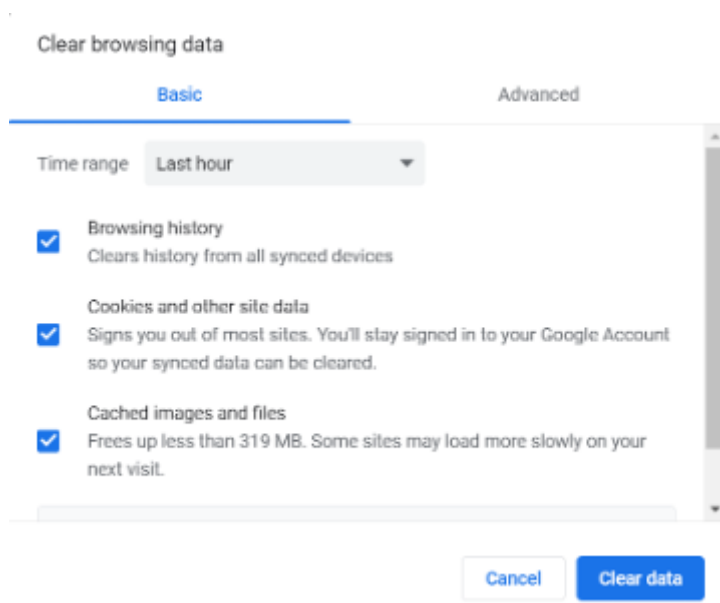 Clear browsing data
Basic
Advanced
Time range
Last hour
Browsing history
Clears history from all synced devices
Cookies and other site data
Signs you out of most sites. You'll stay signed in to your Google Account
so your synced data can be cleared.
Cached images and files
Frees up less than 319 MB. Some sites may load more slowly on your
next visit.
Cancel
Clear data